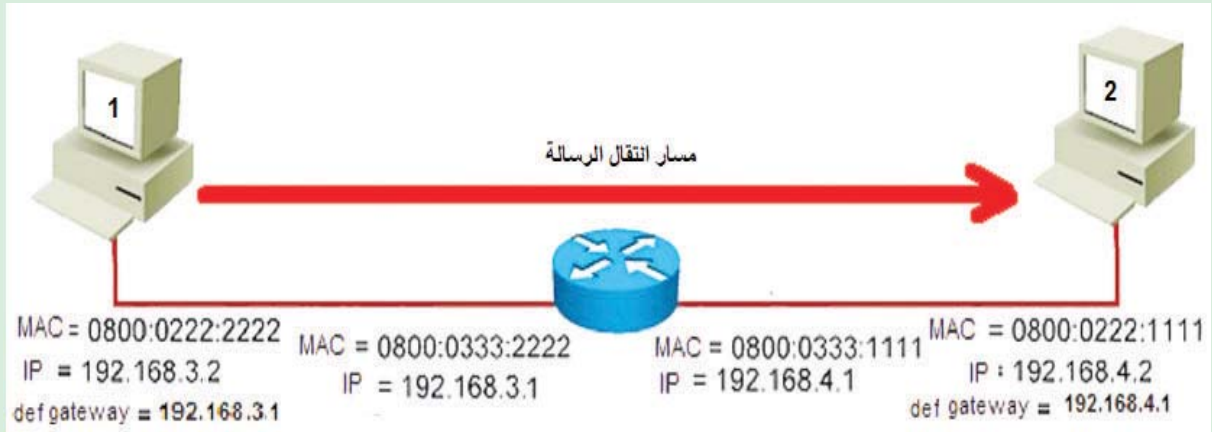 1
2
مسار انتقال الرسالة
MAC = 0800:0222:2222
IP = 192.168.3.2
def gateway = 192.168.3.1
MAC = 0800:0333:2222
IP = 192.168.3.1
MAC = 0800:0333:1111
IP = 192.168.4.1
MAC = 0800:0222:1111
IP : 192.168.4.2
def gateway = 192.168.4.1